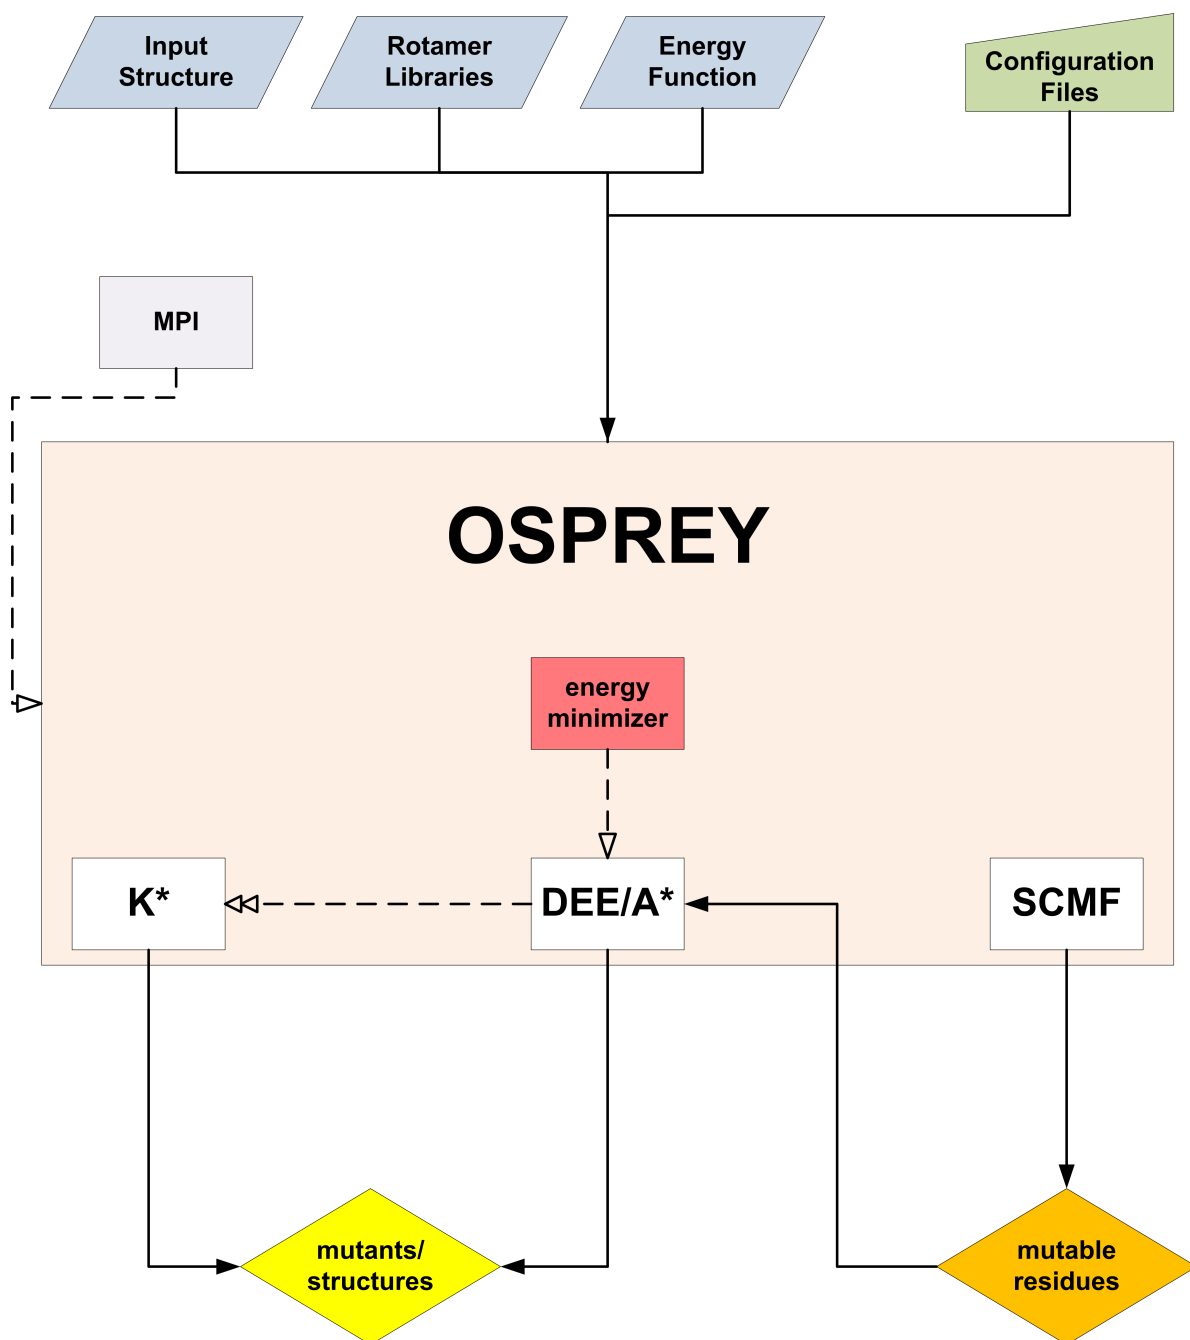 Input
Structure
Rotamer
Libraries
Energy
Function
Configuration
Files
MPI
OSPREY
energy
minimizer
K*
DEE/A*
SCMF
mutants/
structures
mutable
residues